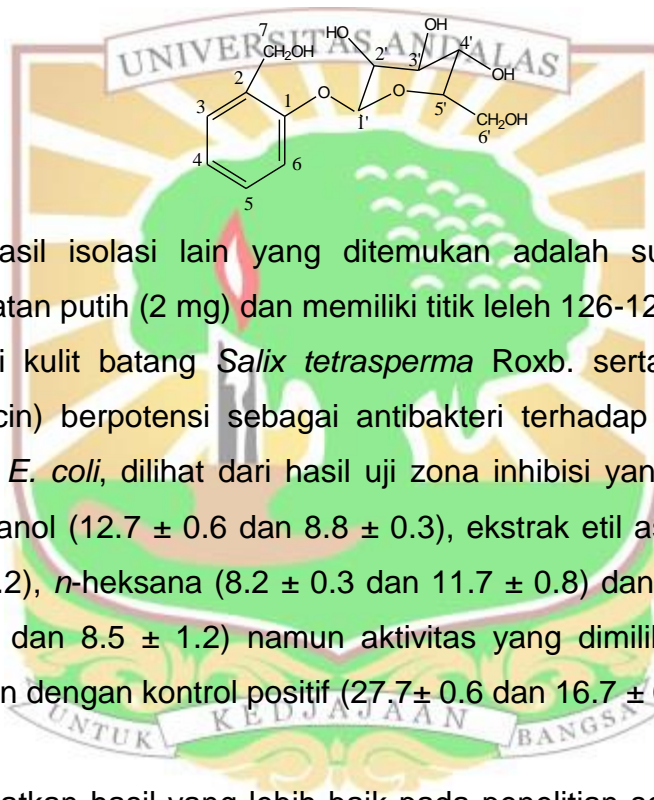 UNIVERSITAS ANDALAS
7
CH2OH
HO
OH
2'
3'
4'
OH
2
3
1
O
O
1'
5'
CH2OH
6'
4
6
5
asil isolasi lain yang ditemukan adalah su
atan putih (2 mg) dan memiliki titik leleh 126-12
i kulit batang Salix tetrasperma Roxb. serta
cin) berpotensi sebagai antibakteri terhadap
E. coli, dilihat dari hasil uji zona inhibisi yan
anol (12.7 ± 0.6 dan 8.8 ± 0.3), ekstrak etil as
.2), n-heksana (8.2 ± 0.3 dan 11.7 ± 0.8) dan
dan 8.5 ± 1.2) namun aktivitas yang dimilik
n dengan kontrol positif (27.7± 0.6 dan 16.7 ±
UNTUK KEDJAJAAN BANGSA